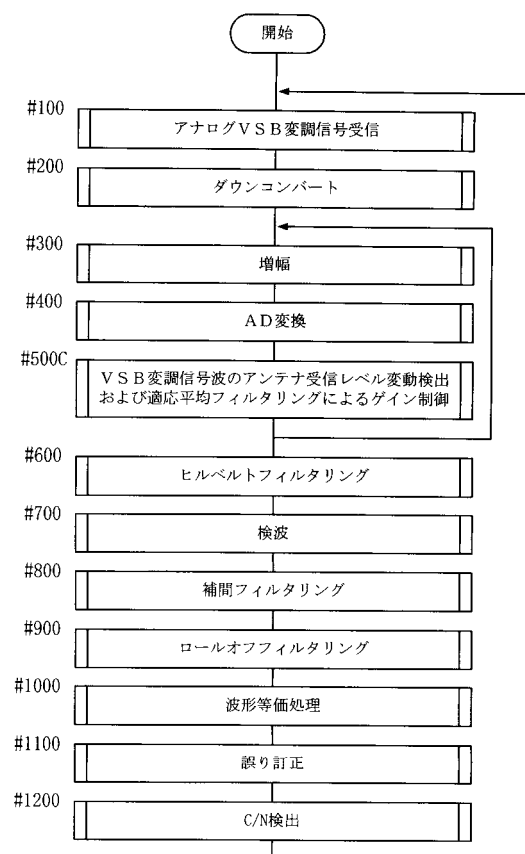 開始
#100
アナログＶＳＢ変調信号受信
#200
ダウンコンバート
#300
増幅
#400
ＡＤ変換
#500C
ＶＳＢ変調信号波のアンテナ受信レベル変動検出
および適応平均フィルタリングによるゲイン制御
#600
ヒルベルトフィルタリング
#700
検波
#800
補間フィルタリング
#900
ロールオフフィルタリング
#1000
波形等価処理
#1100
誤り訂正
#1200
C/N検出